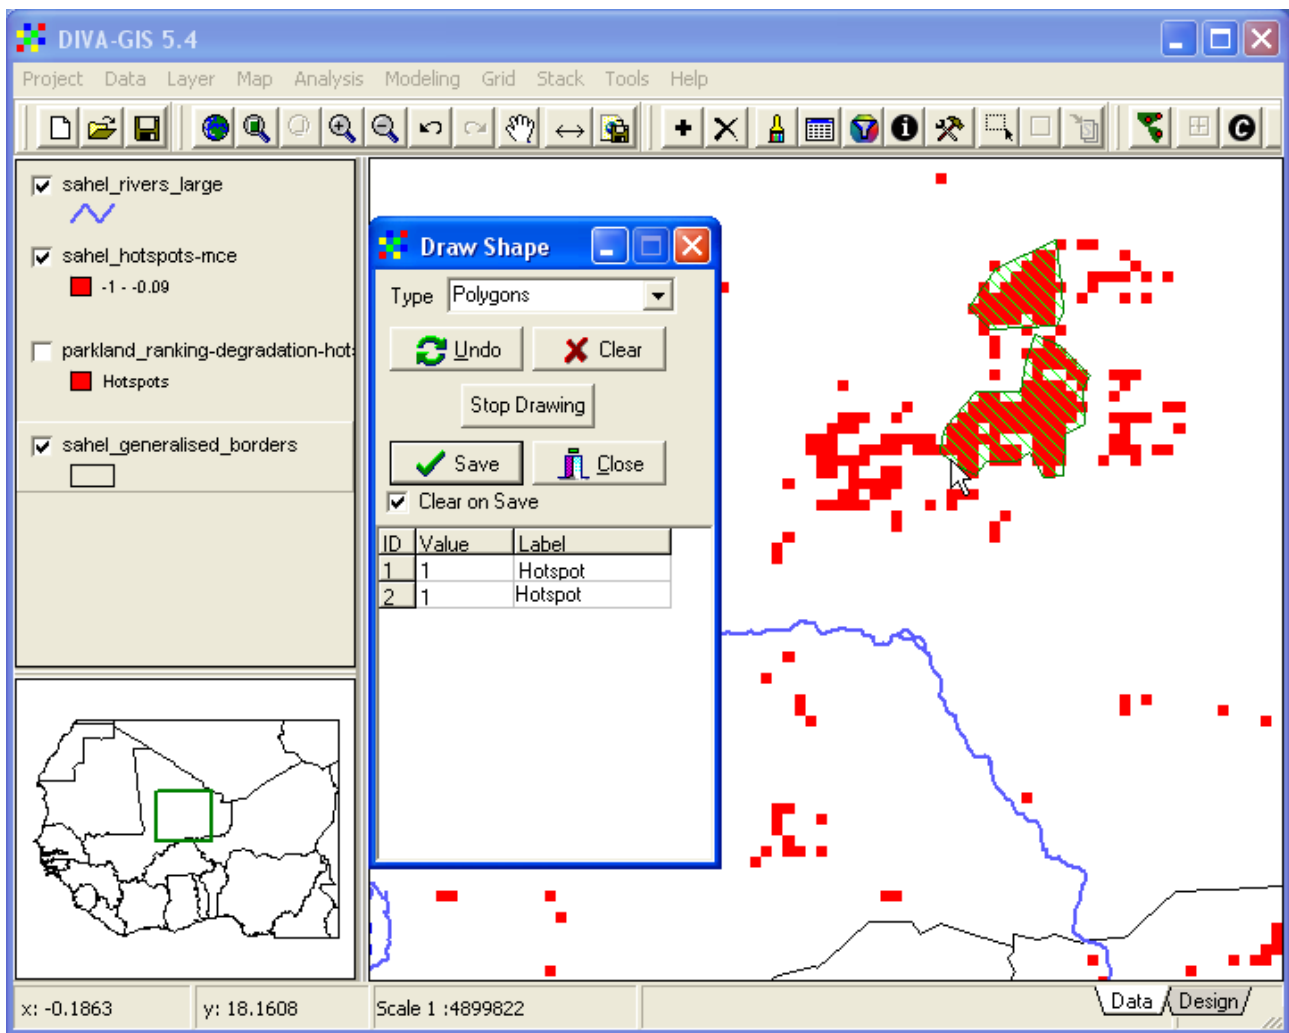 DIVA-GIS 5.4
Project Data Layer Map Analysis Modeling Grid Stack Tools Help
sahel_rivers_large
sahel_hotspots-mce
-1 - -0.09
parkland_ranking-degradation-hot
Hotspots
sahel_generalised_borders
Draw Shape
Type Polygons
Undo Clear
Stop Drawing
Save Close
Clear on Save
ID Value Label
1 1 Hotspot
2 1 Hotspot
x: -0.1863 y: 18.1608 Scale 1 :4899822 Data Design